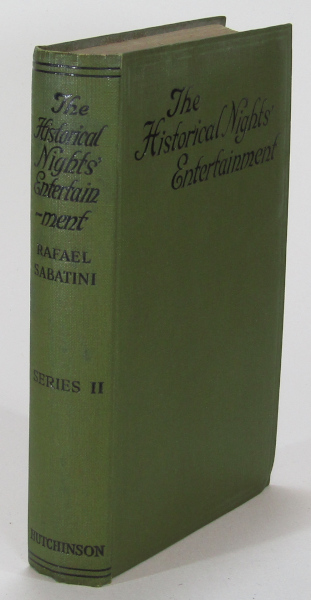 The
Historical
Nights'
Entertain
-ment
RAFAEL
SABATINI
SERIES II
HUTCHINSON
The
Historical Nights'
Entertainment